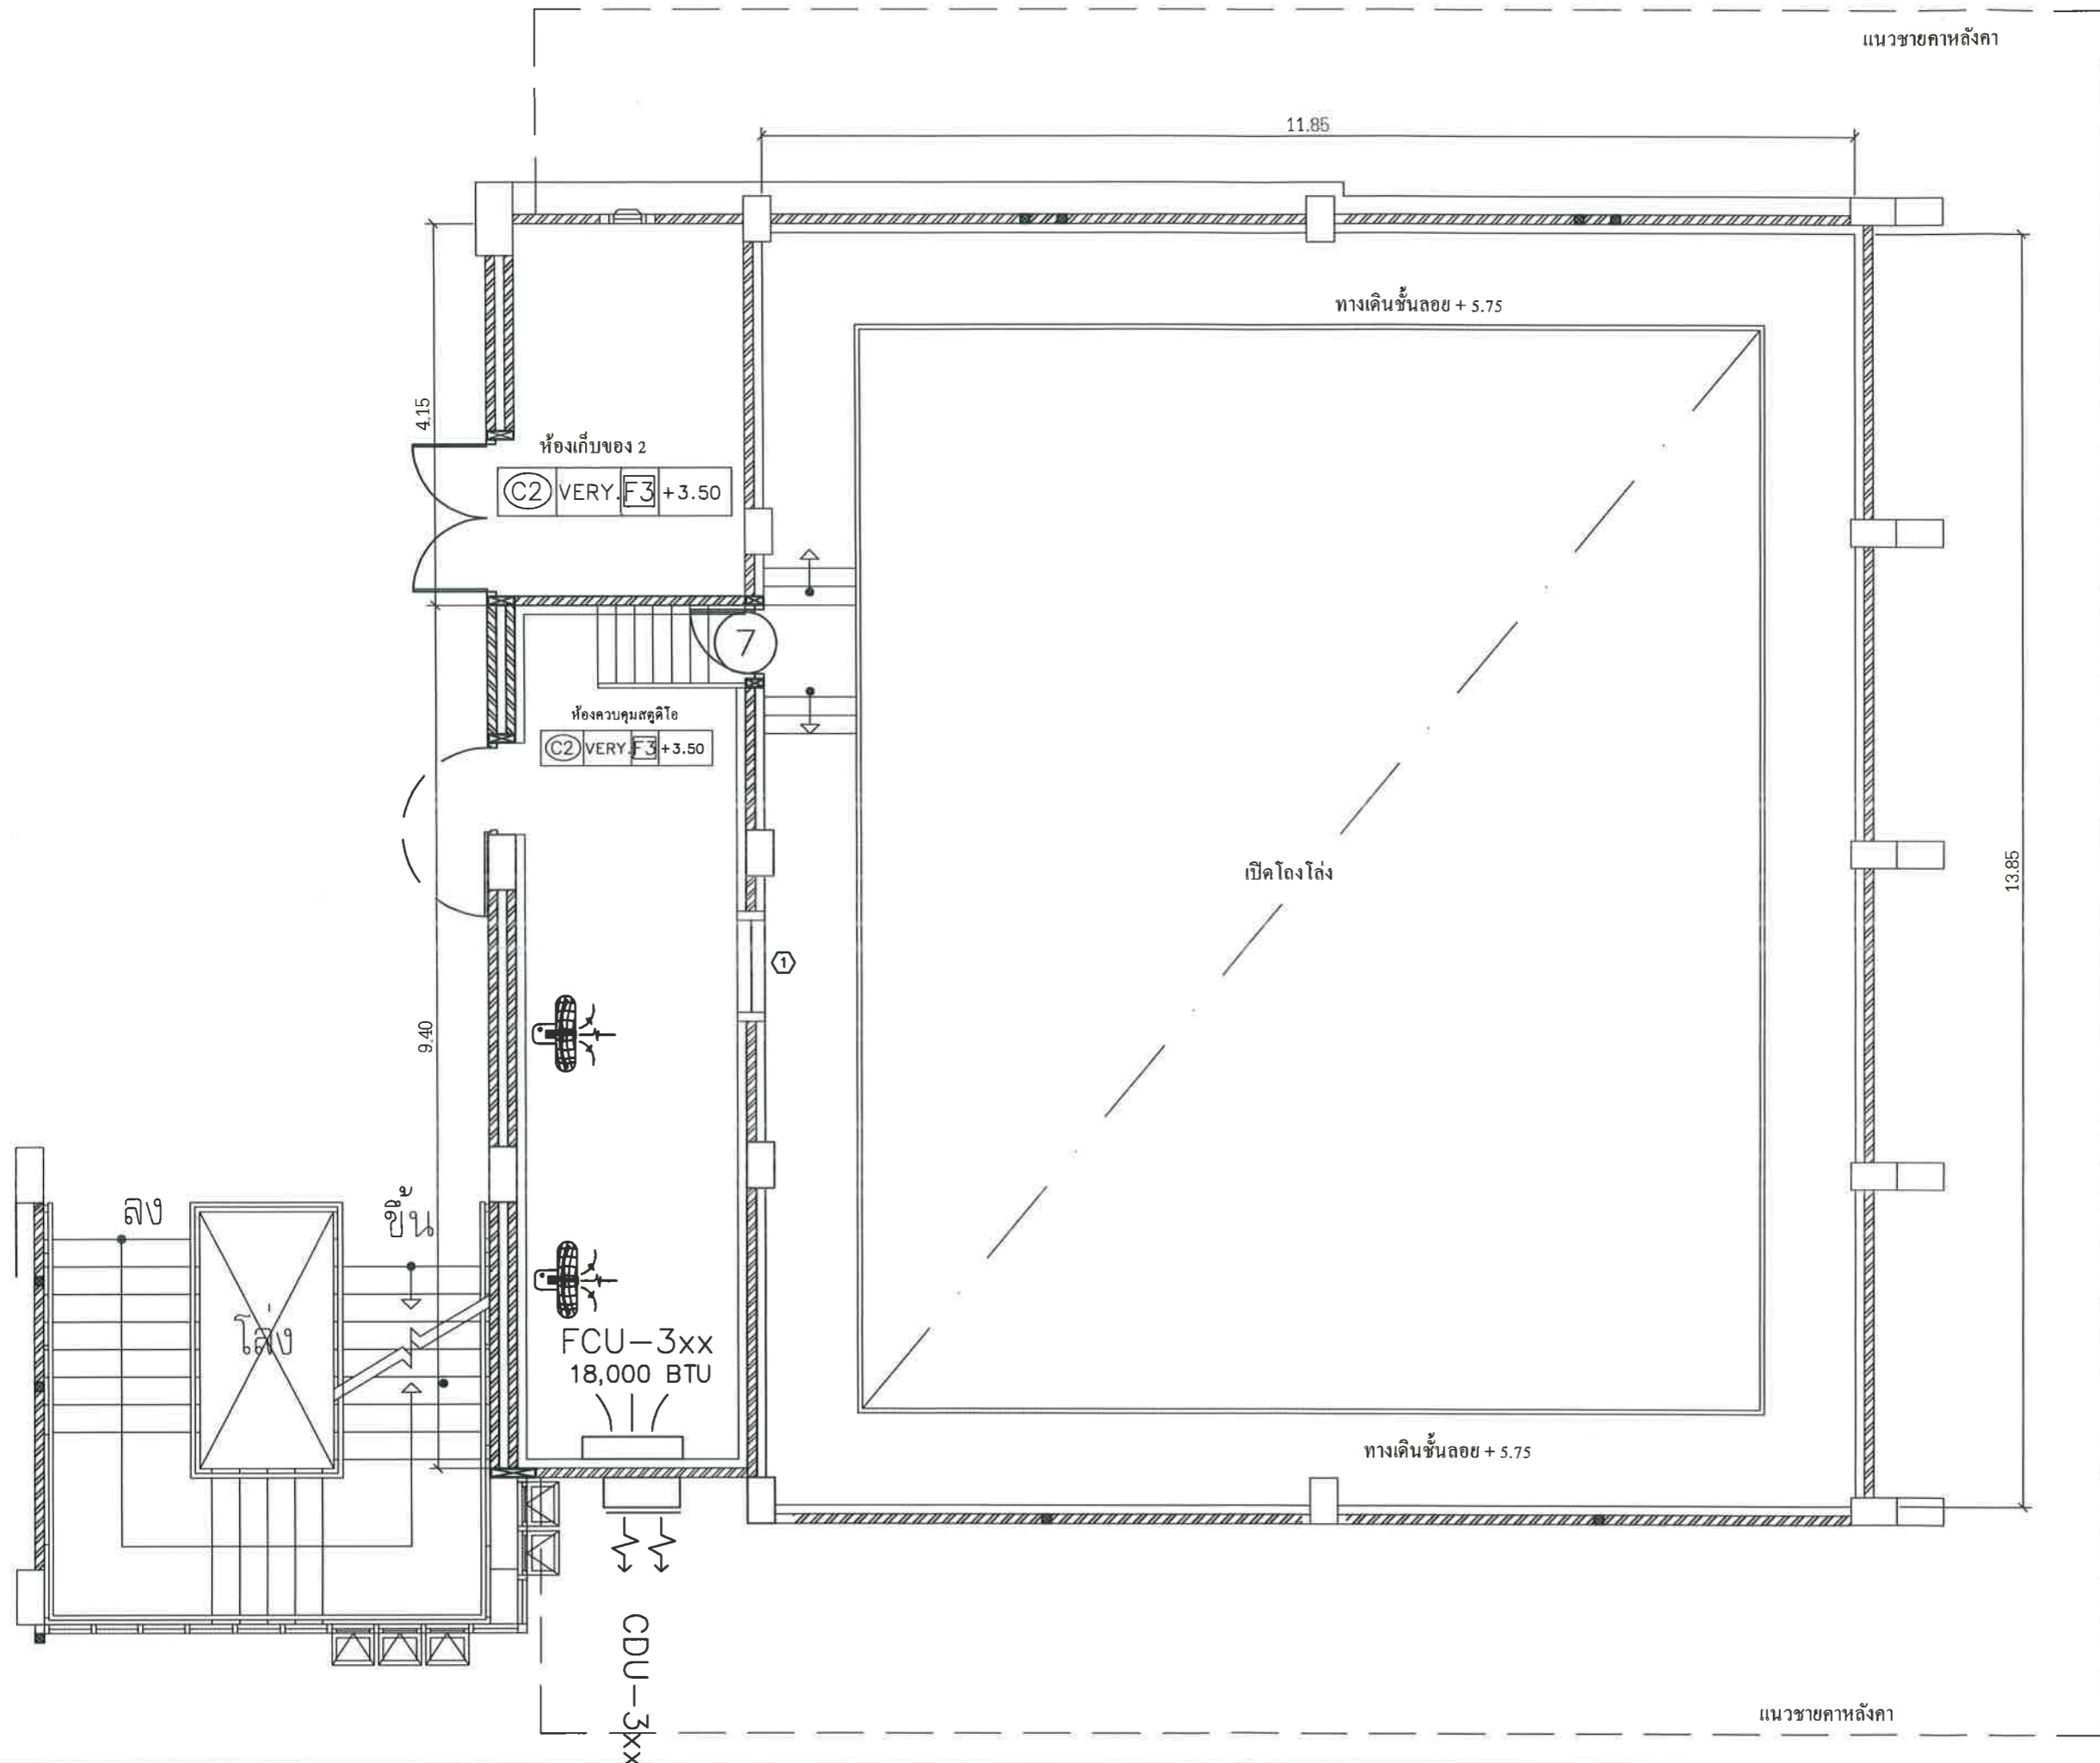 แนวชายคาหลังคา
11.85
ทางเดินชั้นลอย + 5.75
4.15
ห้องเก็บของ 2
C2 VERY. F3 +3.50
7
ห้องควบคุมสตูดิโอ
C2 VERY. F3 +3.50
เปิดโถงโล่ง
13.85
1
9.40
ลง
ขึ้น
โล่ง
FCU-3xx
18,000 BTU
ทางเดินชั้นลอย + 5.75
CDU-3xx
แนวชายคาหลังคา